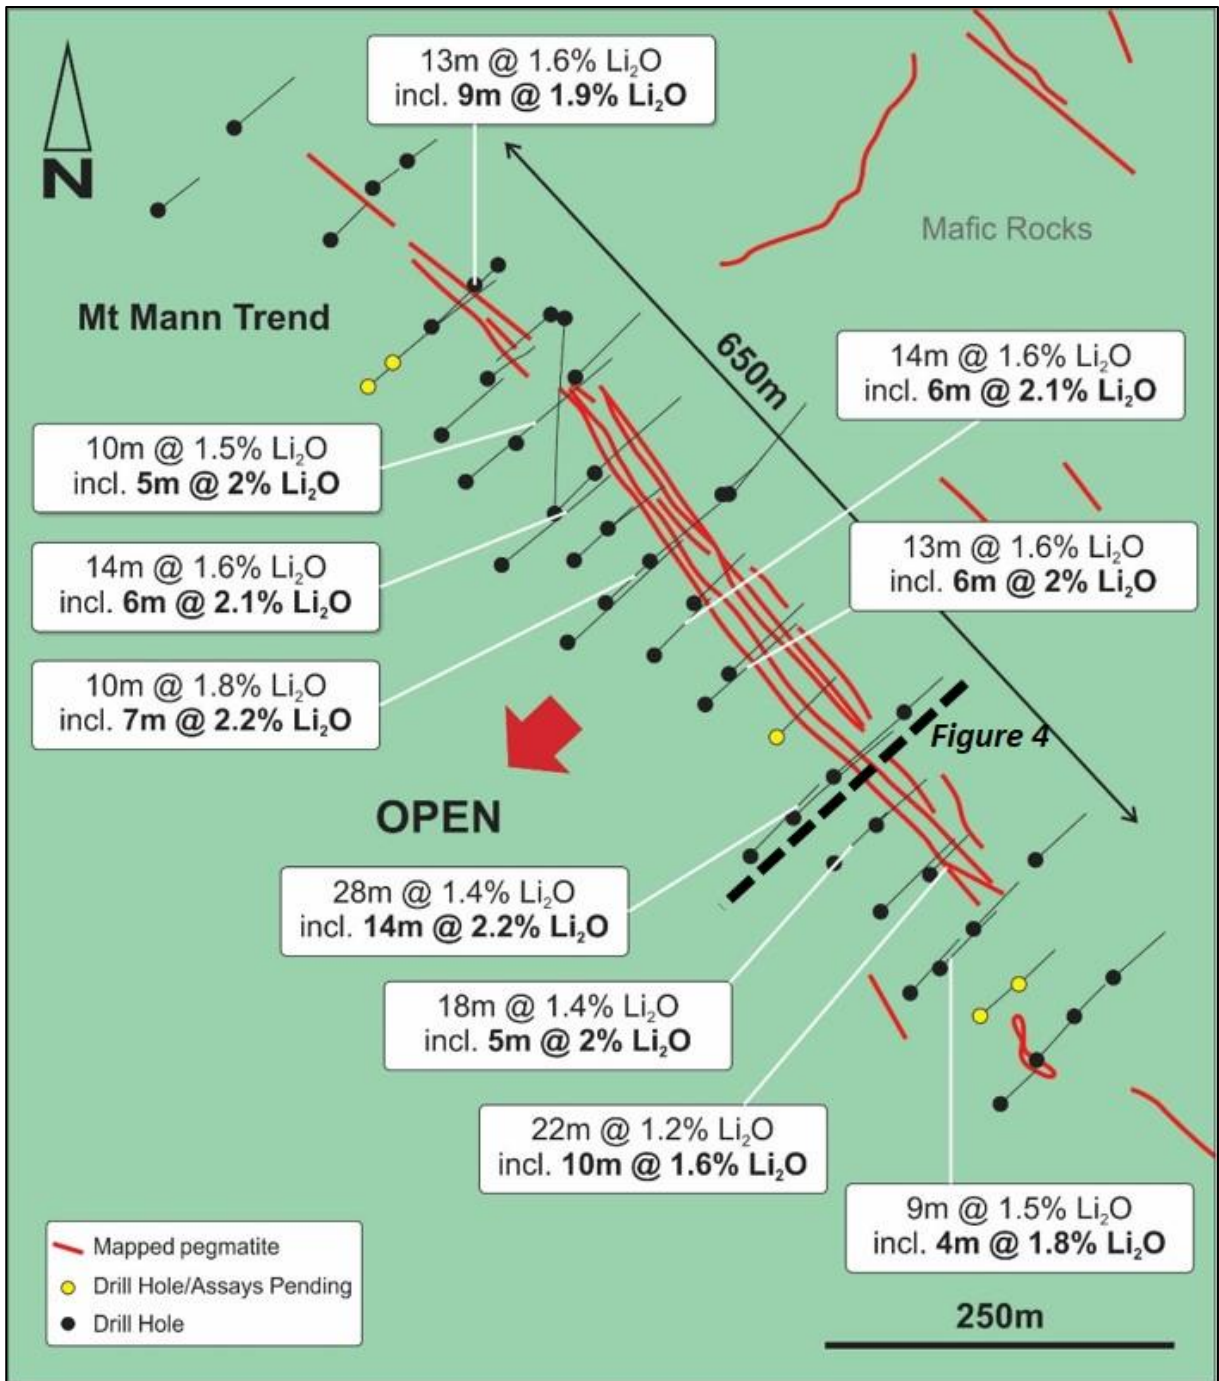 13m @ 1.6% Li₂O
incl. 9m @ 1.9% Li₂O
N
Mafic Rocks
Mt Mann Trend
650m
14m @ 1.6% Li₂O
incl. 6m @ 2.1% Li₂O
10m @ 1.5% Li₂O
incl. 5m @ 2% Li₂O
13m @ 1.6% Li₂O
incl. 6m @ 2% Li₂O
14m @ 1.6% Li₂O
incl. 6m @ 2.1% Li₂O
10m @ 1.8% Li₂O
incl. 7m @ 2.2% Li₂O
Figure 4
OPEN
28m @ 1.4% Li₂O
incl. 14m @ 2.2% Li₂O
18m @ 1.4% Li₂O
incl. 5m @ 2% Li₂O
22m @ 1.2% Li₂O
incl. 10m @ 1.6% Li₂O
9m @ 1.5% Li₂O
incl. 4m @ 1.8% Li₂O
Mapped pegmatite
Drill Hole/Assays Pending
Drill Hole
250m